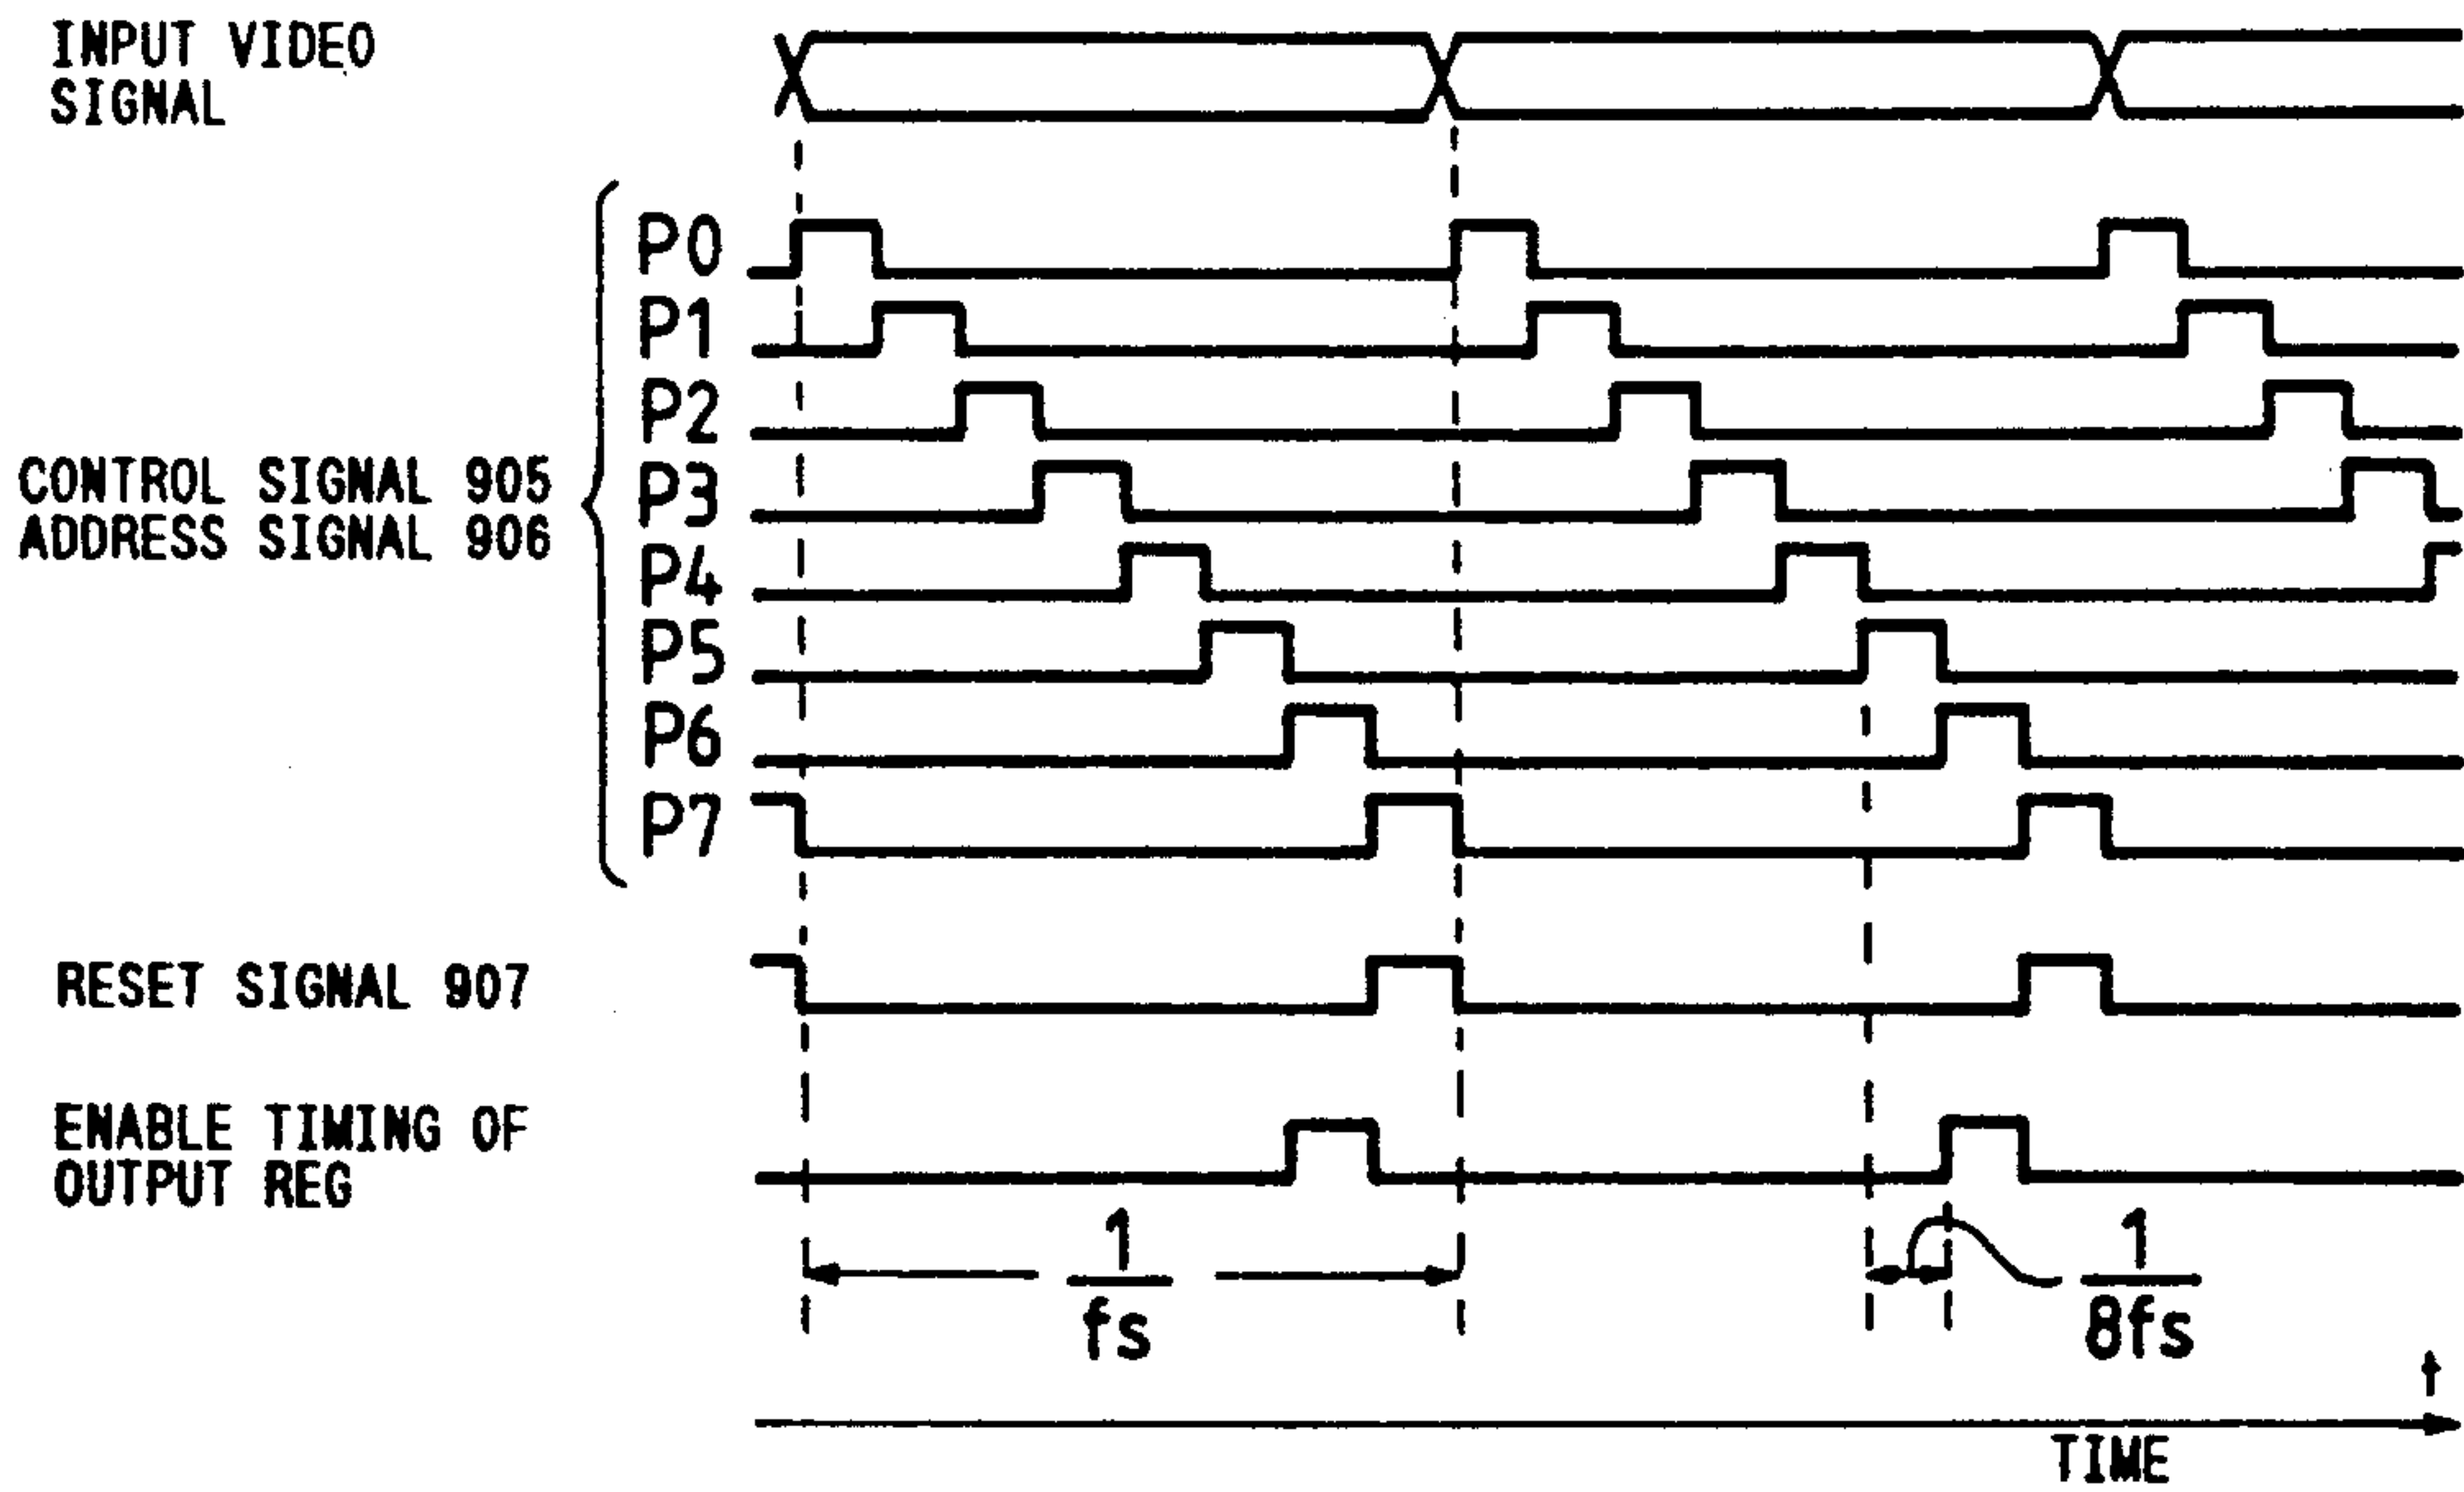 INPUT VIDEO
SIGNAL
P0
P1
P2
P3
CONTROL SIGNAL 905
ADDRESS SIGNAL 906
P4
P5
P6
P7
RESET SIGNAL 907
ENABLE TIMING OF
OUTPUT REG
1
fs
1
8fs
t
TIME